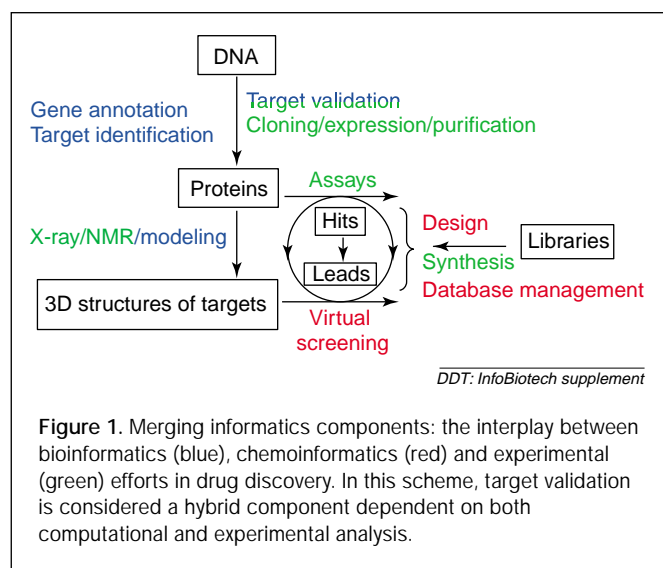 DNA
Gene annotation
Target identification
Target validation
Cloning/expression/purification
Proteins
Assays
X-ray/NMR/modeling
Hits
Leads
Design
Synthesis
Database management
Libraries
3D structures of targets
Virtual
screening
DDT: InfoBiotech supplement
Figure 1. Merging informatics components: the interplay between
bioinformatics (blue), chemoinformatics (red) and experimental
(green) efforts in drug discovery. In this scheme, target validation
is considered a hybrid component dependent on both
computational and experimental analysis.